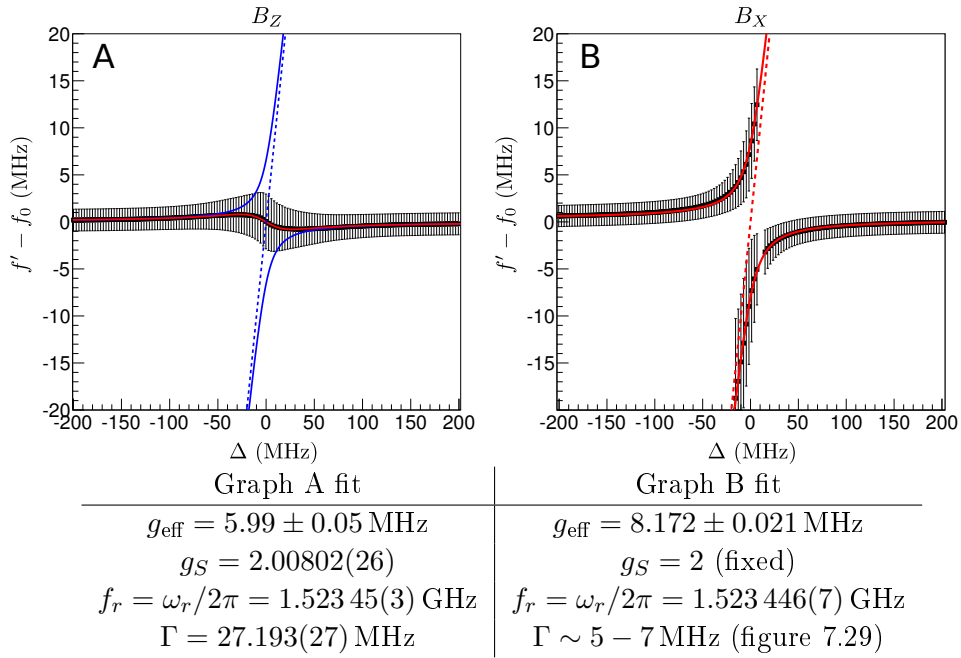 B_Z
A
20
15
10
5
0
-5
-10
-15
-20
f′ − f₀ (MHz)
-200 -150 -100 -50 0 50 100 150 200
Δ (MHz)
B_X
B
20
15
10
5
0
-5
-10
-15
-20
f′ − f₀ (MHz)
-200 -150 -100 -50 0 50 100 150 200
Δ (MHz)
Graph A fit
g_eff = 5.99 ± 0.05 MHz
g_S = 2.00802(26)
f_r = ω_r/2π = 1.523 45(3) GHz
Γ = 27.193(27) MHz
Graph B fit
g_eff = 8.172 ± 0.021 MHz
g_S = 2 (fixed)
f_r = ω_r/2π = 1.523 446(7) GHz
Γ ∼ 5 − 7 MHz (figure 7.29)